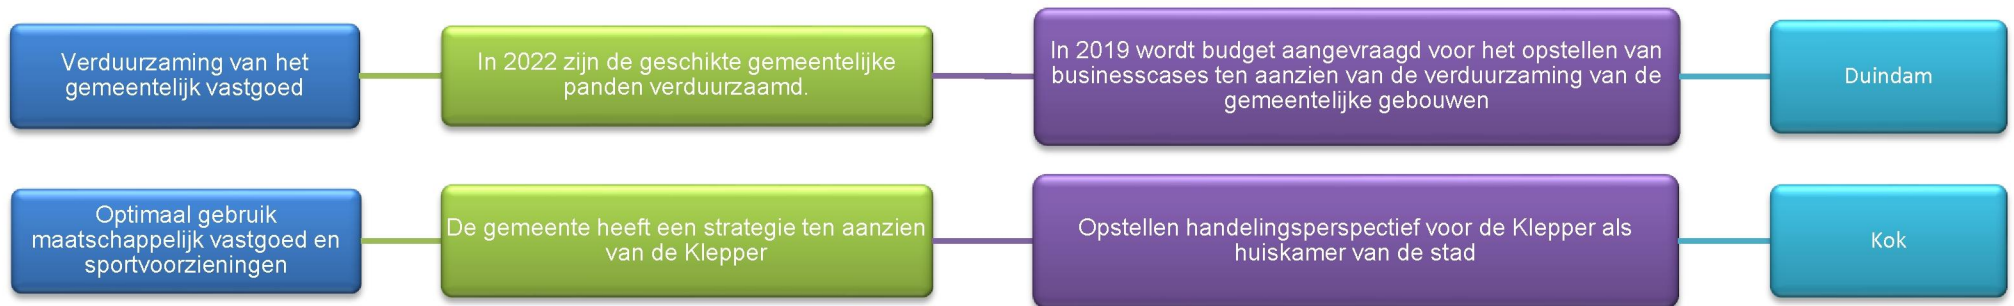 Verduurzaming van het
gemeentelijk vastgoed
In 2022 zijn de geschikte gemeentelijke
panden verduurzaamd.
In 2019 wordt budget aangevraagd voor het opstellen van
businesscases ten aanzien van de verduurzaming van de
gemeentelijke gebouwen
Duindam
Optimaal gebruik
maatschappelijk vastgoed en
sportvoorzieningen
De gemeente heeft een strategie ten aanzien
van de Klepper
Opstellen handelingsperspectief voor de Klepper als
huiskamer van de stad
Kok